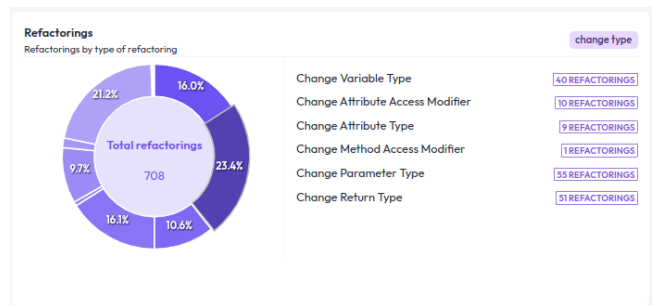 Refactorings
Refactorings by type of refactoring
change type
16.0%
21.2%
23.4%
9.7%
16.1%
10.6%
Total refactorings
708
Change Variable Type 40 REFACTORINGS
Change Attribute Access Modifier 10 REFACTORINGS
Change Attribute Type 9 REFACTORINGS
Change Method Access Modifier 1 REFACTORINGS
Change Parameter Type 55 REFACTORINGS
Change Return Type 51 REFACTORINGS